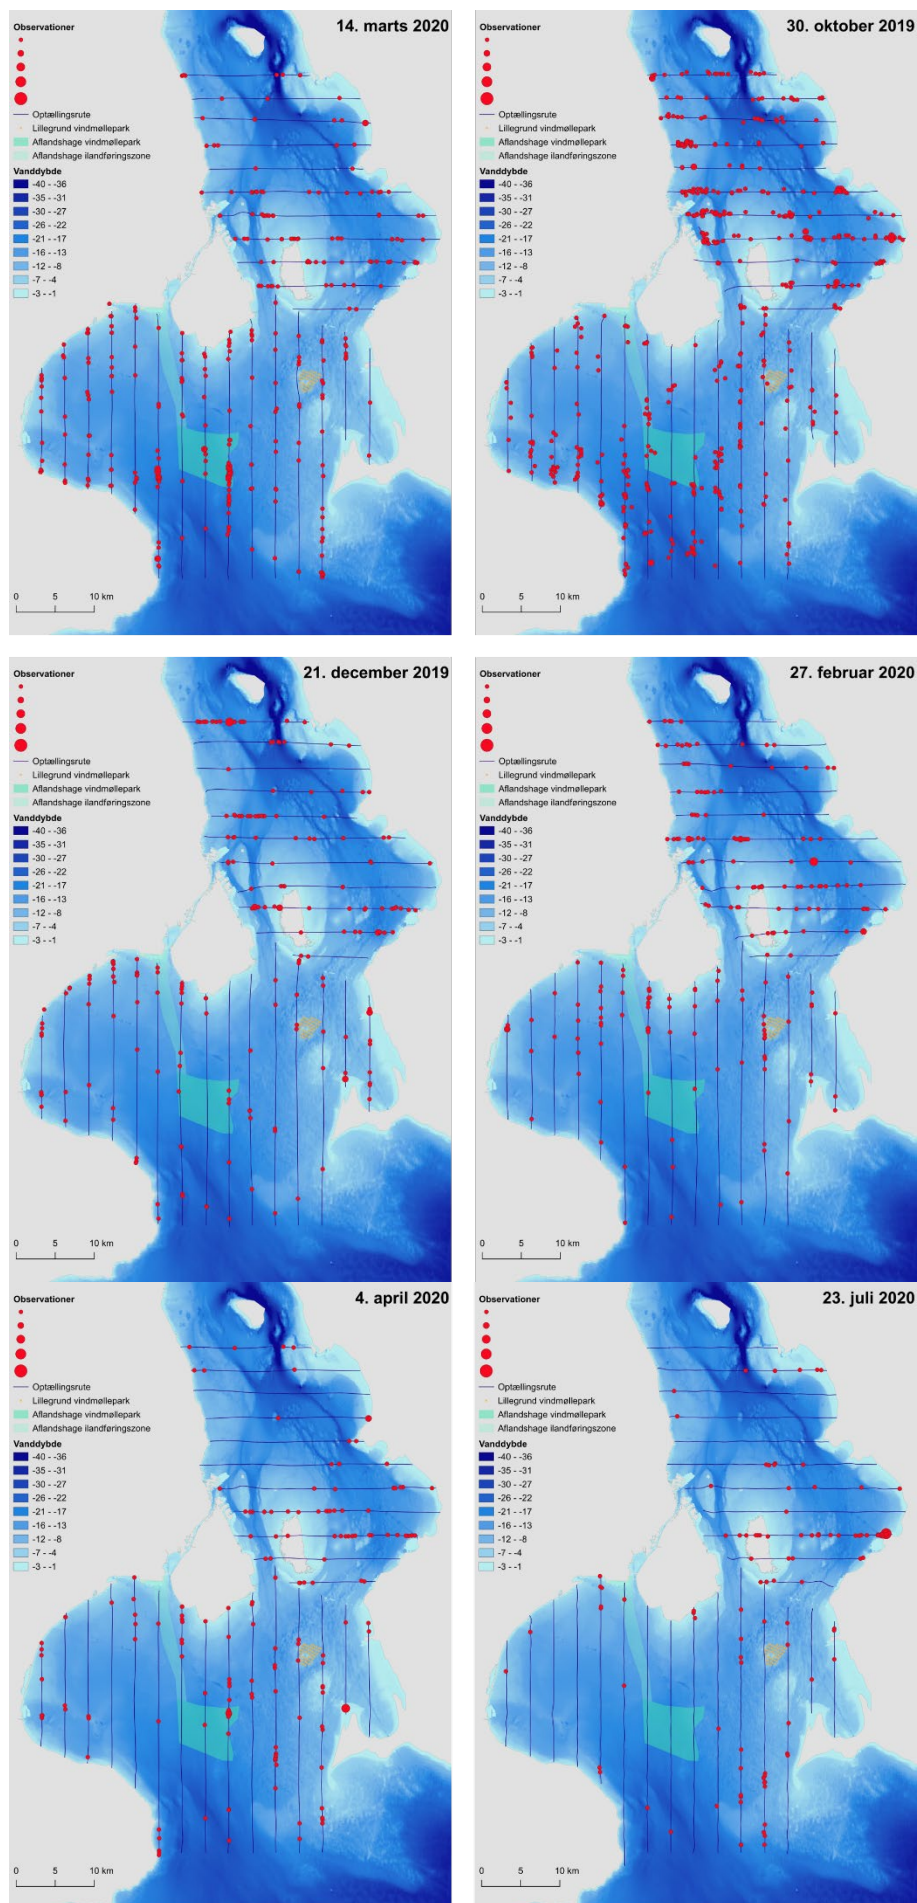 14. marts 2020
Observationer
Optællingsrute
Lillegrund vindmøllepark
Aflandshage vindmøllepark
Aflandshage ilandføringszone
Vanddybde
-40 - -36
-35 - -31
-30 - -27
-26 - -22
-21 - -17
-16 - -13
-12 - -8
-7 - -4
-3 - -1
0 5 10 km
30. oktober 2019
Observationer
Optællingsrute
Lillegrund vindmøllepark
Aflandshage vindmøllepark
Aflandshage ilandføringszone
Vanddybde
-40 - -36
-35 - -31
-30 - -27
-26 - -22
-21 - -17
-16 - -13
-12 - -8
-7 - -4
-3 - -1
0 5 10 km
21. december 2019
Observationer
Optællingsrute
Lillegrund vindmøllepark
Aflandshage vindmøllepark
Aflandshage ilandføringszone
Vanddybde
-40 - -36
-35 - -31
-30 - -27
-26 - -22
-21 - -17
-16 - -13
-12 - -8
-7 - -4
-3 - -1
0 5 10 km
27. februar 2020
Observationer
Optællingsrute
Lillegrund vindmøllepark
Aflandshage vindmøllepark
Aflandshage ilandføringszone
Vanddybde
-40 - -36
-35 - -31
-30 - -27
-26 - -22
-21 - -17
-16 - -13
-12 - -8
-7 - -4
-3 - -1
0 5 10 km
4. april 2020
Observationer
Optællingsrute
Lillegrund vindmøllepark
Aflandshage vindmøllepark
Aflandshage ilandføringszone
Vanddybde
-40 - -36
-35 - -31
-30 - -27
-26 - -22
-21 - -17
-16 - -13
-12 - -8
-7 - -4
-3 - -1
0 5 10 km
23. juli 2020
Observationer
Optællingsrute
Lillegrund vindmøllepark
Aflandshage vindmøllepark
Aflandshage ilandføringszone
Vanddybde
-40 - -36
-35 - -31
-30 - -27
-26 - -22
-21 - -17
-16 - -13
-12 - -8
-7 - -4
-3 - -1
0 5 10 km